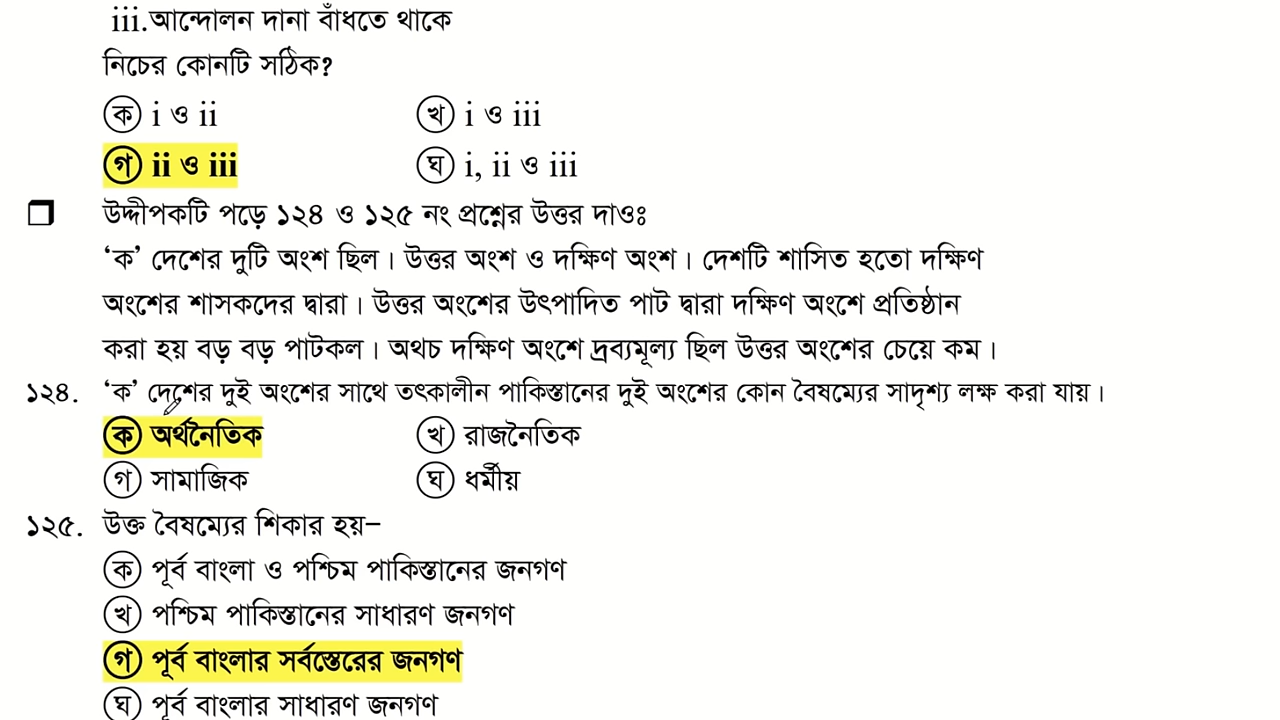 iii.আন্দোলন দানা বাঁধতে থাকে
নিচের কোনটি সঠিক?
ক i ও ii খ i ও iii
গ ii ও iii ঘ i, ii ও iii
❒ উদ্দীপকটি পড়ে ১২৪ ও ১২৫ নং প্রশ্নের উত্তর দাওঃ
‘ক’ দেশের দুটি অংশ ছিল। উত্তর অংশ ও দক্ষিণ অংশ। দেশটি শাসিত হতো দক্ষিণ
অংশের শাসকদের দ্বারা। উত্তর অংশের উৎপাদিত পাট দ্বারা দক্ষিণ অংশে প্রতিষ্ঠান
করা হয় বড় বড় পাটকল। অথচ দক্ষিণ অংশে দ্রব্যমূল্য ছিল উত্তর অংশের চেয়ে কম।
১২৪. ‘ক’ দেশের দুই অংশের সাথে তৎকালীন পাকিস্তানের দুই অংশের কোন বৈষম্যের সাদৃশ্য লক্ষ করা যায়।
ক অর্থনৈতিক খ রাজনৈতিক
গ সামাজিক ঘ ধর্মীয়
১২৫. উক্ত বৈষম্যের শিকার হয়–
ক পূর্ব বাংলা ও পশ্চিম পাকিস্তানের জনগণ
খ পশ্চিম পাকিস্তানের সাধারণ জনগণ
গ পূর্ব বাংলার সর্বস্তেরের জনগণ
ঘ পূর্ব বাংলার সাধারণ জনগণ